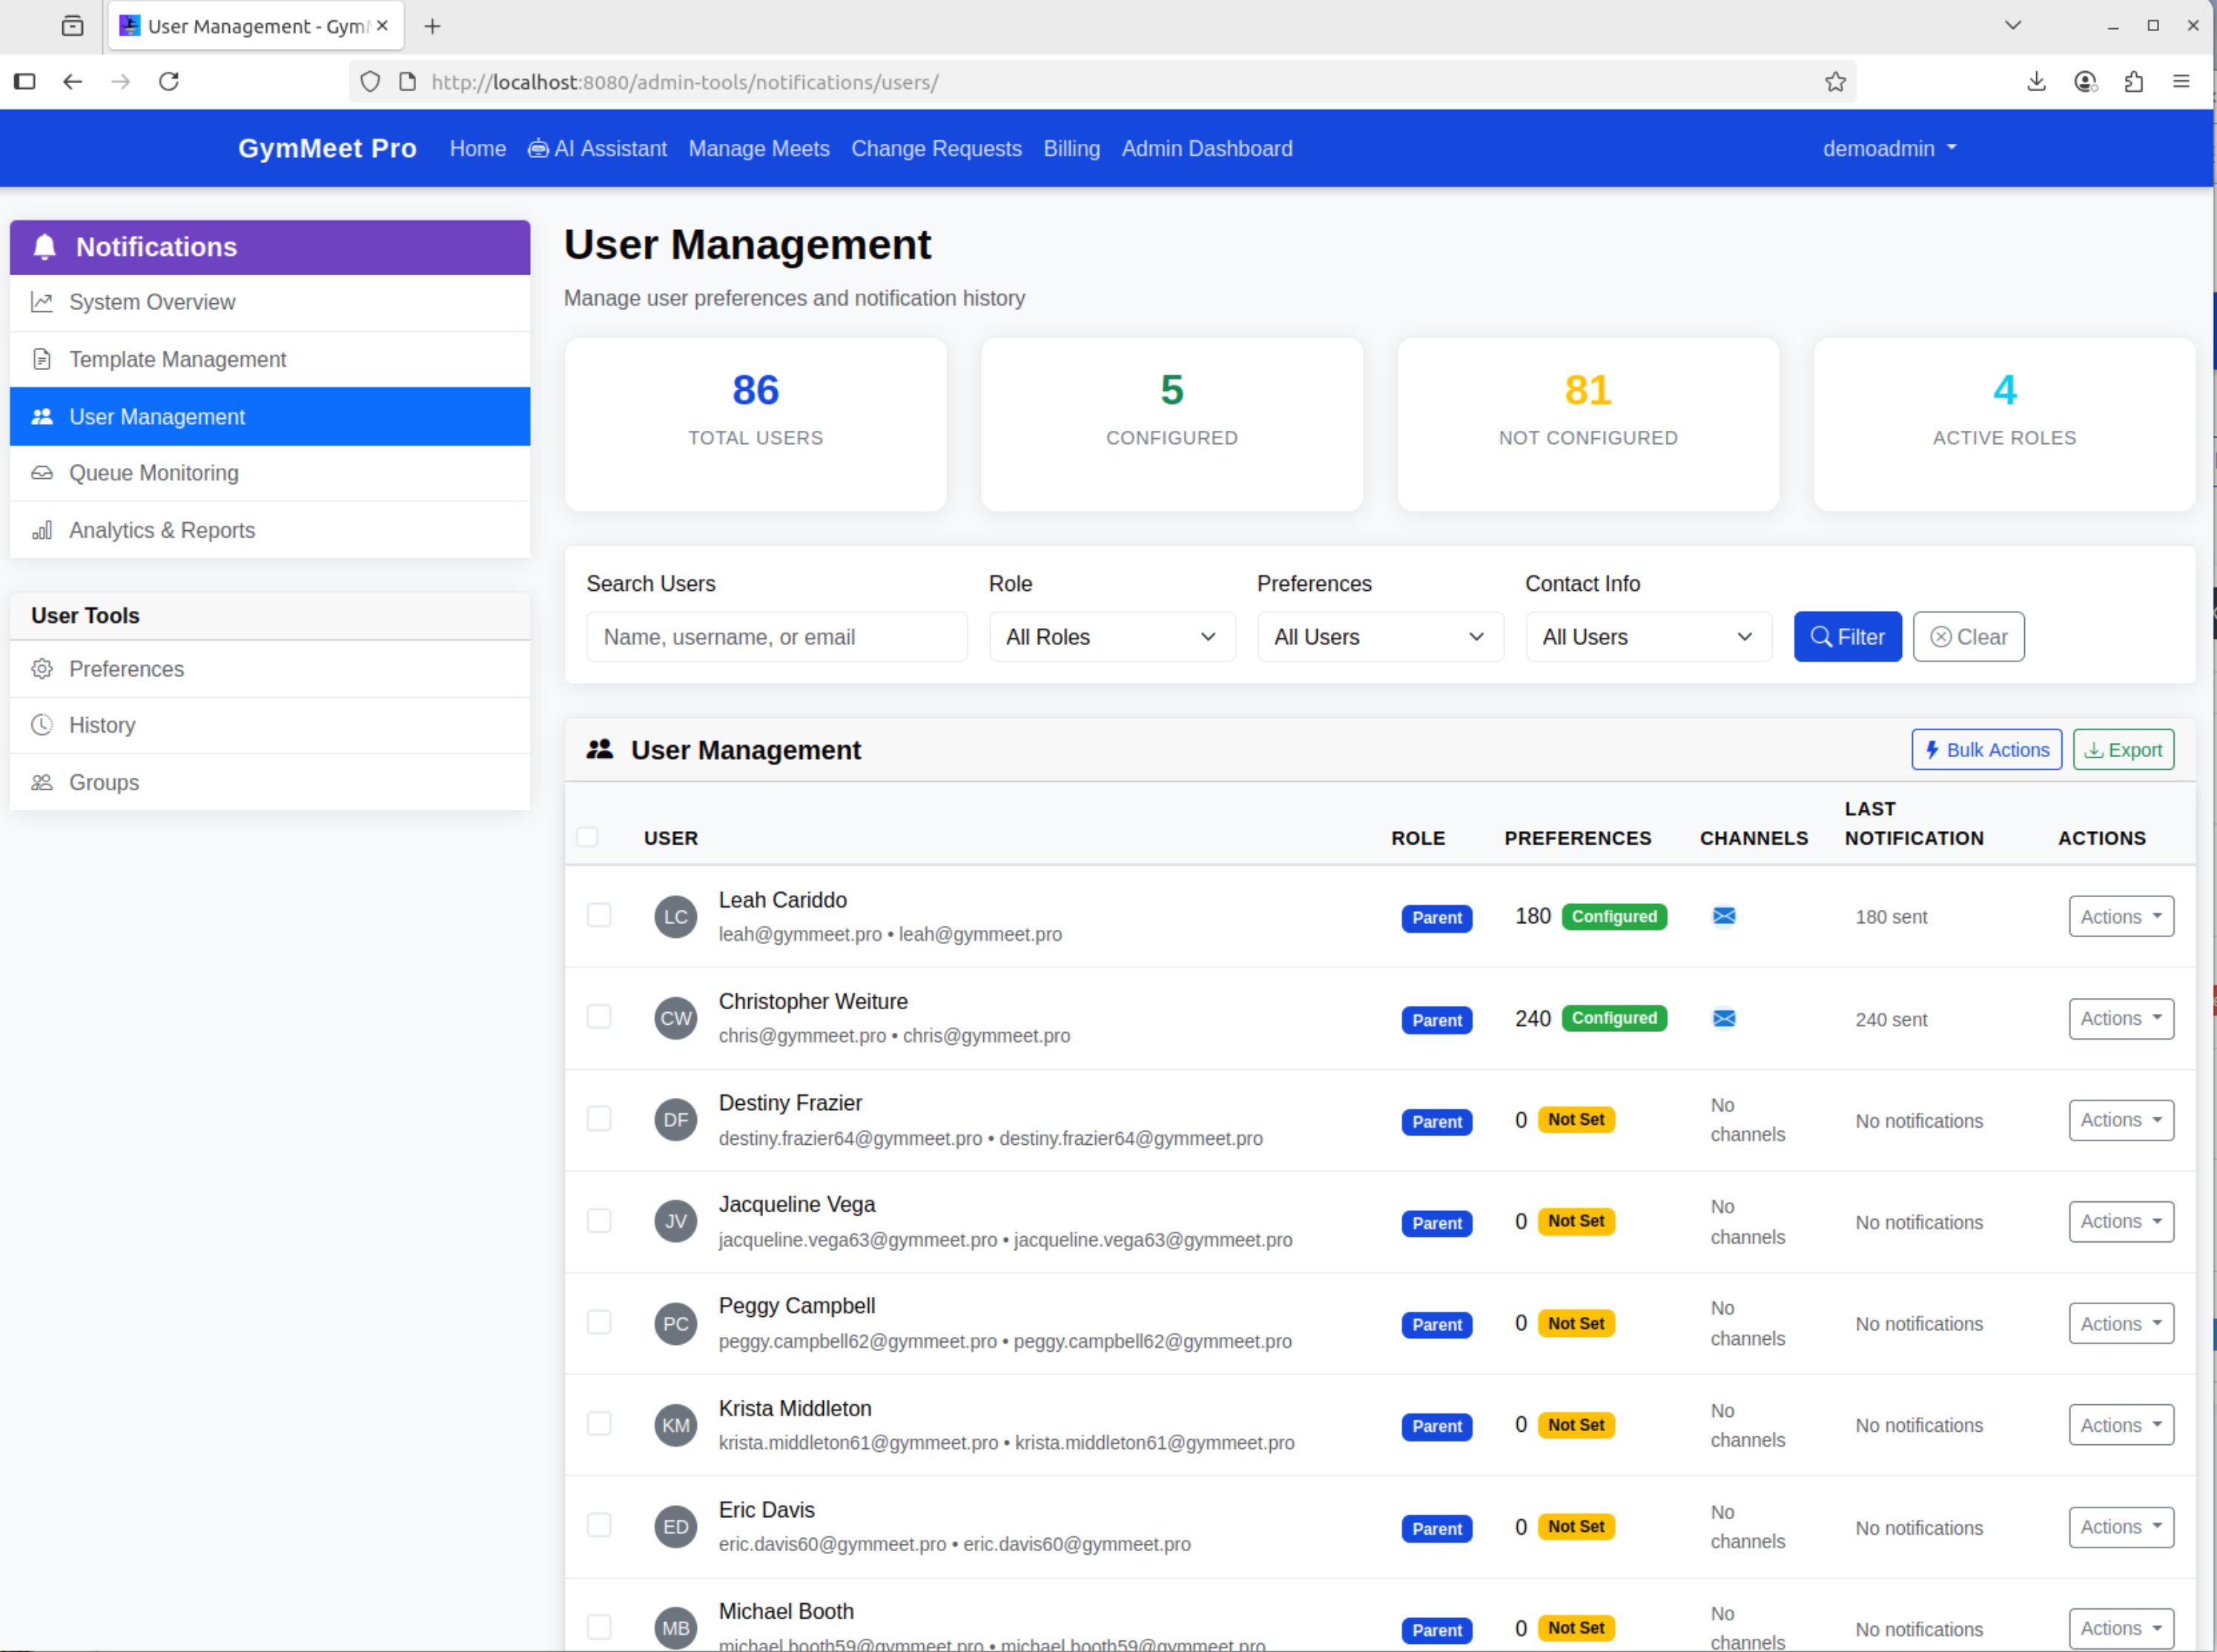 User Management - Gym
http://localhost:8080/admin-tools/notifications/users/
GymMeet Pro Home AI Assistant Manage Meets Change Requests Billing Admin Dashboard demoadmin
Notifications
System Overview
Template Management
User Management
Queue Monitoring
Analytics & Reports
User Tools
Preferences
History
Groups
User Management
Manage user preferences and notification history
86
TOTAL USERS
5
CONFIGURED
81
NOT CONFIGURED
4
ACTIVE ROLES
Search Users Role Preferences Contact Info
Name, username, or email All Roles All Users All Users Filter Clear
User Management Bulk Actions Export
USER ROLE PREFERENCES CHANNELS LAST NOTIFICATION ACTIONS
LC Leah Cariddo
leah@gymmeet.pro • leah@gymmeet.pro
Parent 180 Configured 180 sent Actions
CW Christopher Weiture
chris@gymmeet.pro • chris@gymmeet.pro
Parent 240 Configured 240 sent Actions
DF Destiny Frazier
destiny.frazier64@gymmeet.pro • destiny.frazier64@gymmeet.pro
Parent 0 Not Set No channels No notifications Actions
JV Jacqueline Vega
jacqueline.vega63@gymmeet.pro • jacqueline.vega63@gymmeet.pro
Parent 0 Not Set No channels No notifications Actions
PC Peggy Campbell
peggy.campbell62@gymmeet.pro • peggy.campbell62@gymmeet.pro
Parent 0 Not Set No channels No notifications Actions
KM Krista Middleton
krista.middleton61@gymmeet.pro • krista.middleton61@gymmeet.pro
Parent 0 Not Set No channels No notifications Actions
ED Eric Davis
eric.davis60@gymmeet.pro • eric.davis60@gymmeet.pro
Parent 0 Not Set No channels No notifications Actions
MB Michael Booth
michael.booth59@gymmeet.pro • michael.booth59@gymmeet.pro
Parent 0 Not Set No channels No notifications Actions